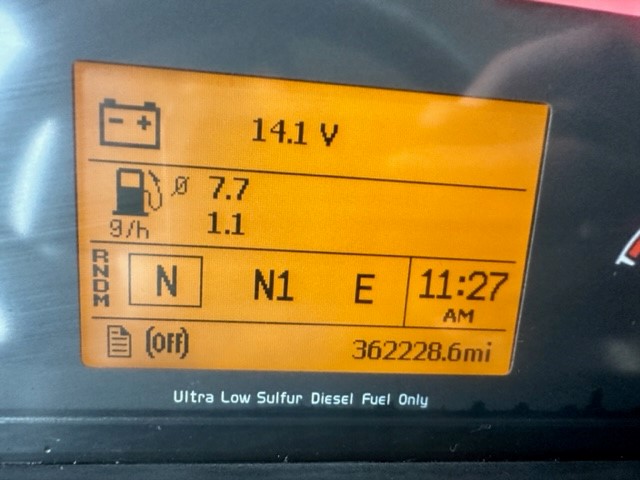 14.1 V
ø 7.7
g/h 1.1
RNDM N N1 E 11:27
AM
(OFF) 362228.6mi
Ultra Low Sulfur Diesel Fuel Only